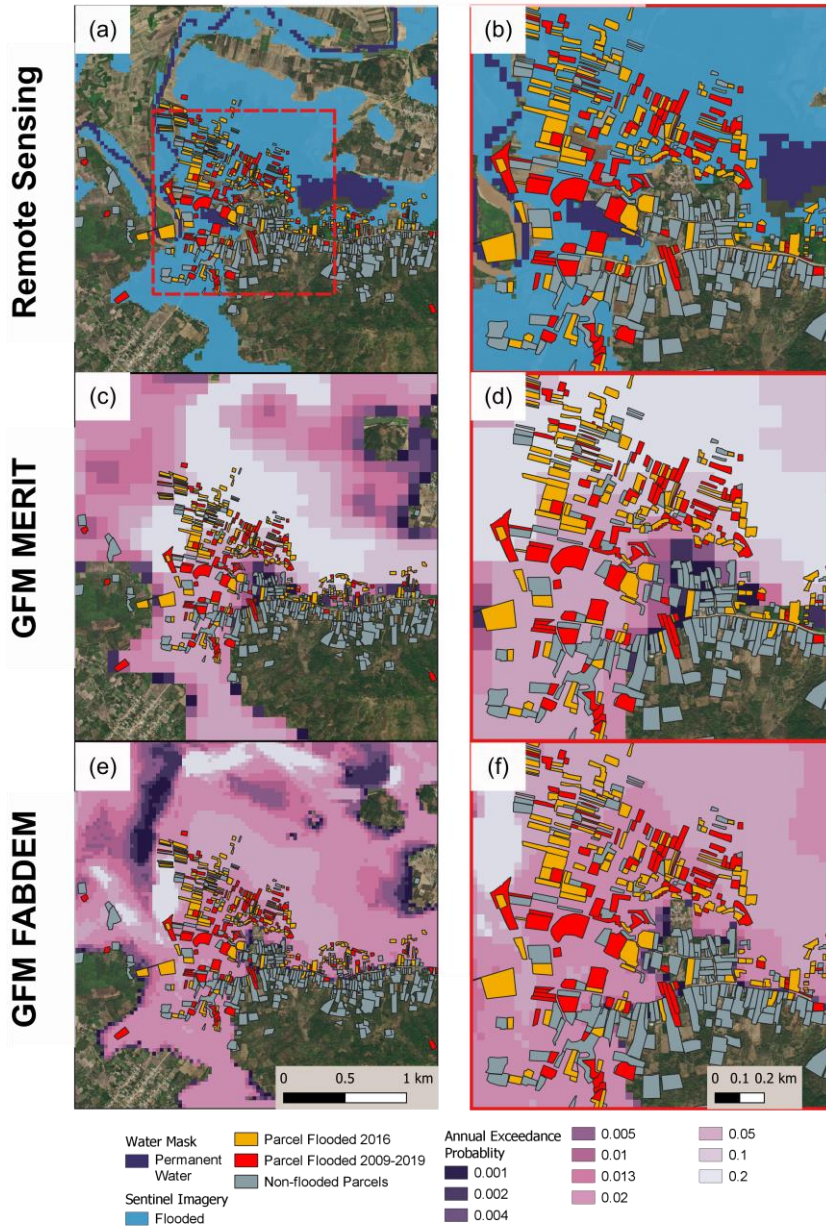 Remote Sensing
(a)
(b)
GFM MERIT
(c)
(d)
GFM FABDEM
(e)
(f)
0 0.5 1 km
0 0.1 0.2 km
Water Mask
Permanent
Water
Sentinel Imagery
Flooded
Parcel Flooded 2016
Parcel Flooded 2009-2019
Non-flooded Parcels
Annual Exceedance
Probablity
0.001
0.002
0.004
0.005
0.01
0.013
0.02
0.05
0.1
0.2